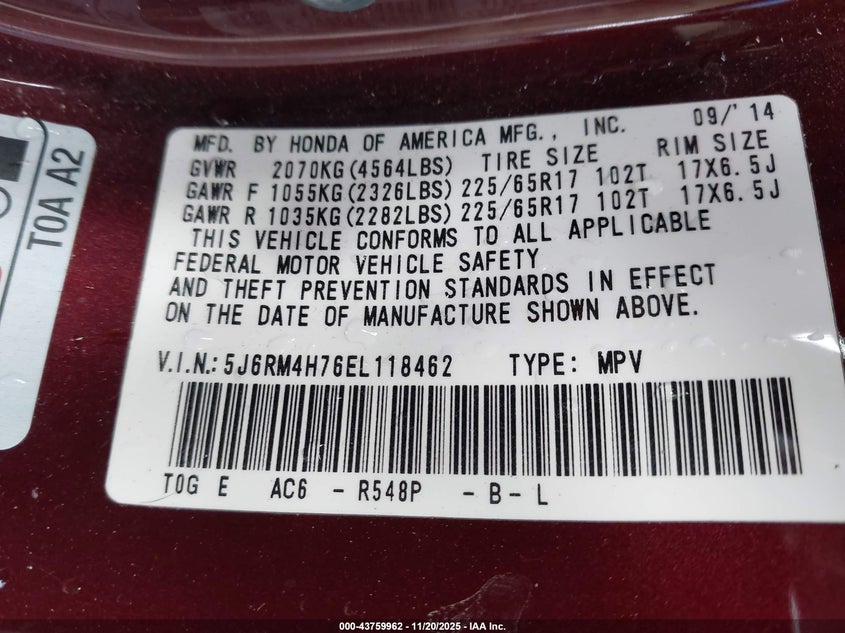 TOA A2
MFD. BY HONDA OF AMERICA MFG., INC. 09/'14
GVWR 2070KG(4564LBS) TIRE SIZE RIM SIZE
GAWR F 1055KG(2326LBS) 225/65R17 102T 17X6.5J
GAWR R 1035KG(2282LBS) 225/65R17 102T 17X6.5J
THIS VEHICLE CONFORMS TO ALL APPLICABLE
FEDERAL MOTOR VEHICLE SAFETY
AND THEFT PREVENTION STANDARDS IN EFFECT
ON THE DATE OF MANUFACTURE SHOWN ABOVE.
V.I.N.: 5J6RM4H76EL118462 TYPE: MPV
TOG E AC6 - R548P - B - L
000-43759962 - 11/20/2025 - IAA Inc.